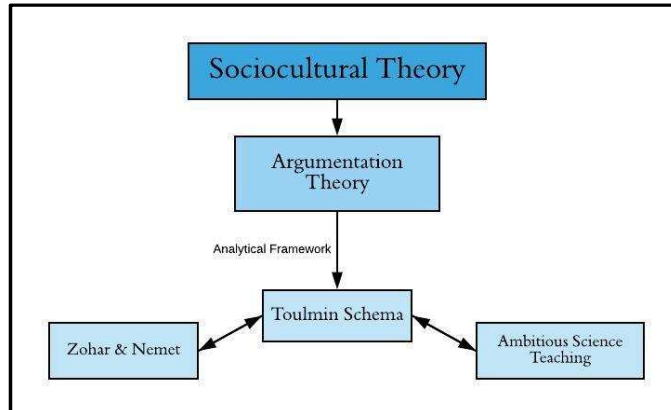 Sociocultural Theory
Argumentation
Theory
Analytical Framework
Toulmin Schema
Zohar & Nemet
Ambitious Science
Teaching